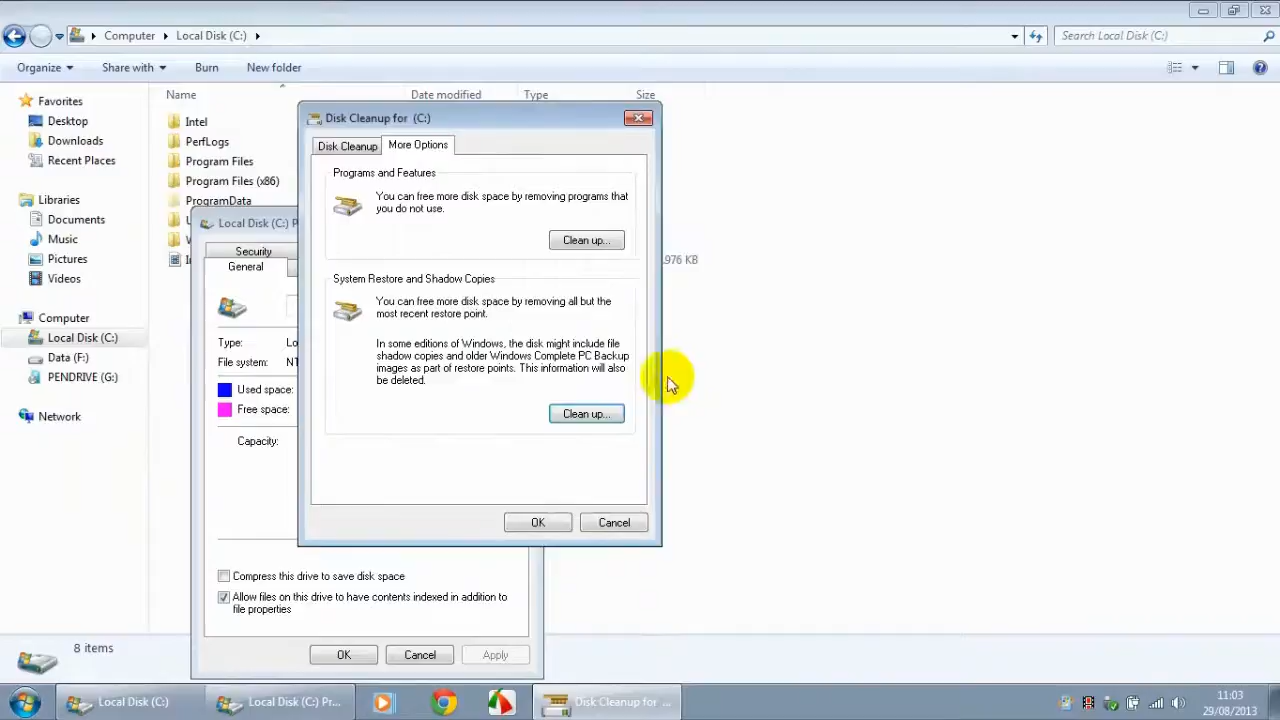 Computer
Local Disk (C:)
Search Local Disk (C:)
Organize
Share with
Burn
New folder
Favorites
Desktop
Downloads
Recent Places
Libraries
Documents
Music
Pictures
Videos
Computer
Local Disk (C:)
Data (F:)
PENDRIVE (G:)
Network
Name
Date modified
Type
Size
Intel
PerfLogs
Program Files
Program Files (x86)
ProgramData
976 KB
Local Disk (C:) P
Security
General
Type:
File system:
Used space:
Free space:
Capacity:
Compress this drive to save disk space
Allow files on this drive to have contents indexed in addition to
file properties
OK
Cancel
Apply
Disk Cleanup for (C:)
Disk Cleanup
More Options
Programs and Features
You can free more disk space by removing programs that
you do not use.
Clean up...
System Restore and Shadow Copies
You can free more disk space by removing all but the
most recent restore point.
In some editions of Windows, the disk might include file
shadow copies and older Windows Complete PC Backup
images as part of restore points. This information will also
be deleted.
Clean up...
OK
Cancel
8 items
Local Disk (C:)
Local Disk (C:) Pr...
Disk Cleanup for ...
11:03
29/08/2013